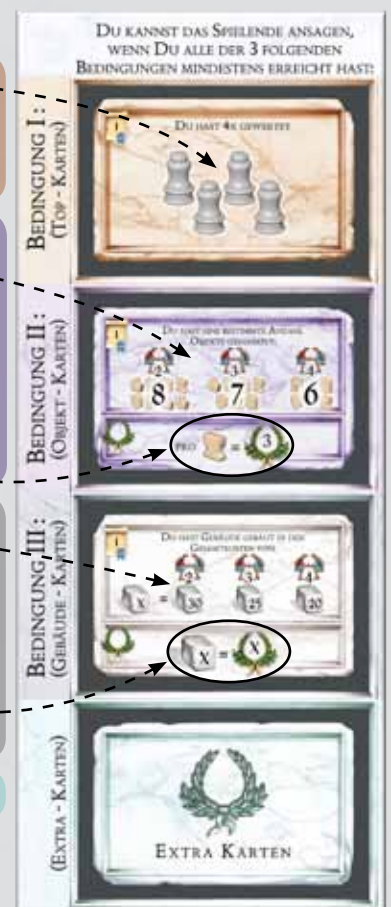 DU KANNST DAS SPIELENDE ANSAGEN,
WENN DU ALLE DER 3 FOLGENDEN
BEDINGUNGEN MINDESTENS ERREICHT HAST:
BEDINGUNG I:
(TOP - KARTEN)
I
DU HAST 4X GEWERTET
BEDINGUNG II:
(OBJEKT - KARTEN)
I
DU HAST EINE BESTIMMTE ANZAHL
OBJEKTE GESAMMELT:
2 3 4
8 7 6
PRO = 3
BEDINGUNG III:
(GEBÄUDE - KARTEN)
I
DU HAST GEBÄUDE GEBAUT IN DEN
GESAMTKOSTEN VON:
2 3 4
X = 30 25 20
X = X
(EXTRA - KARTEN)
EXTRA KARTEN